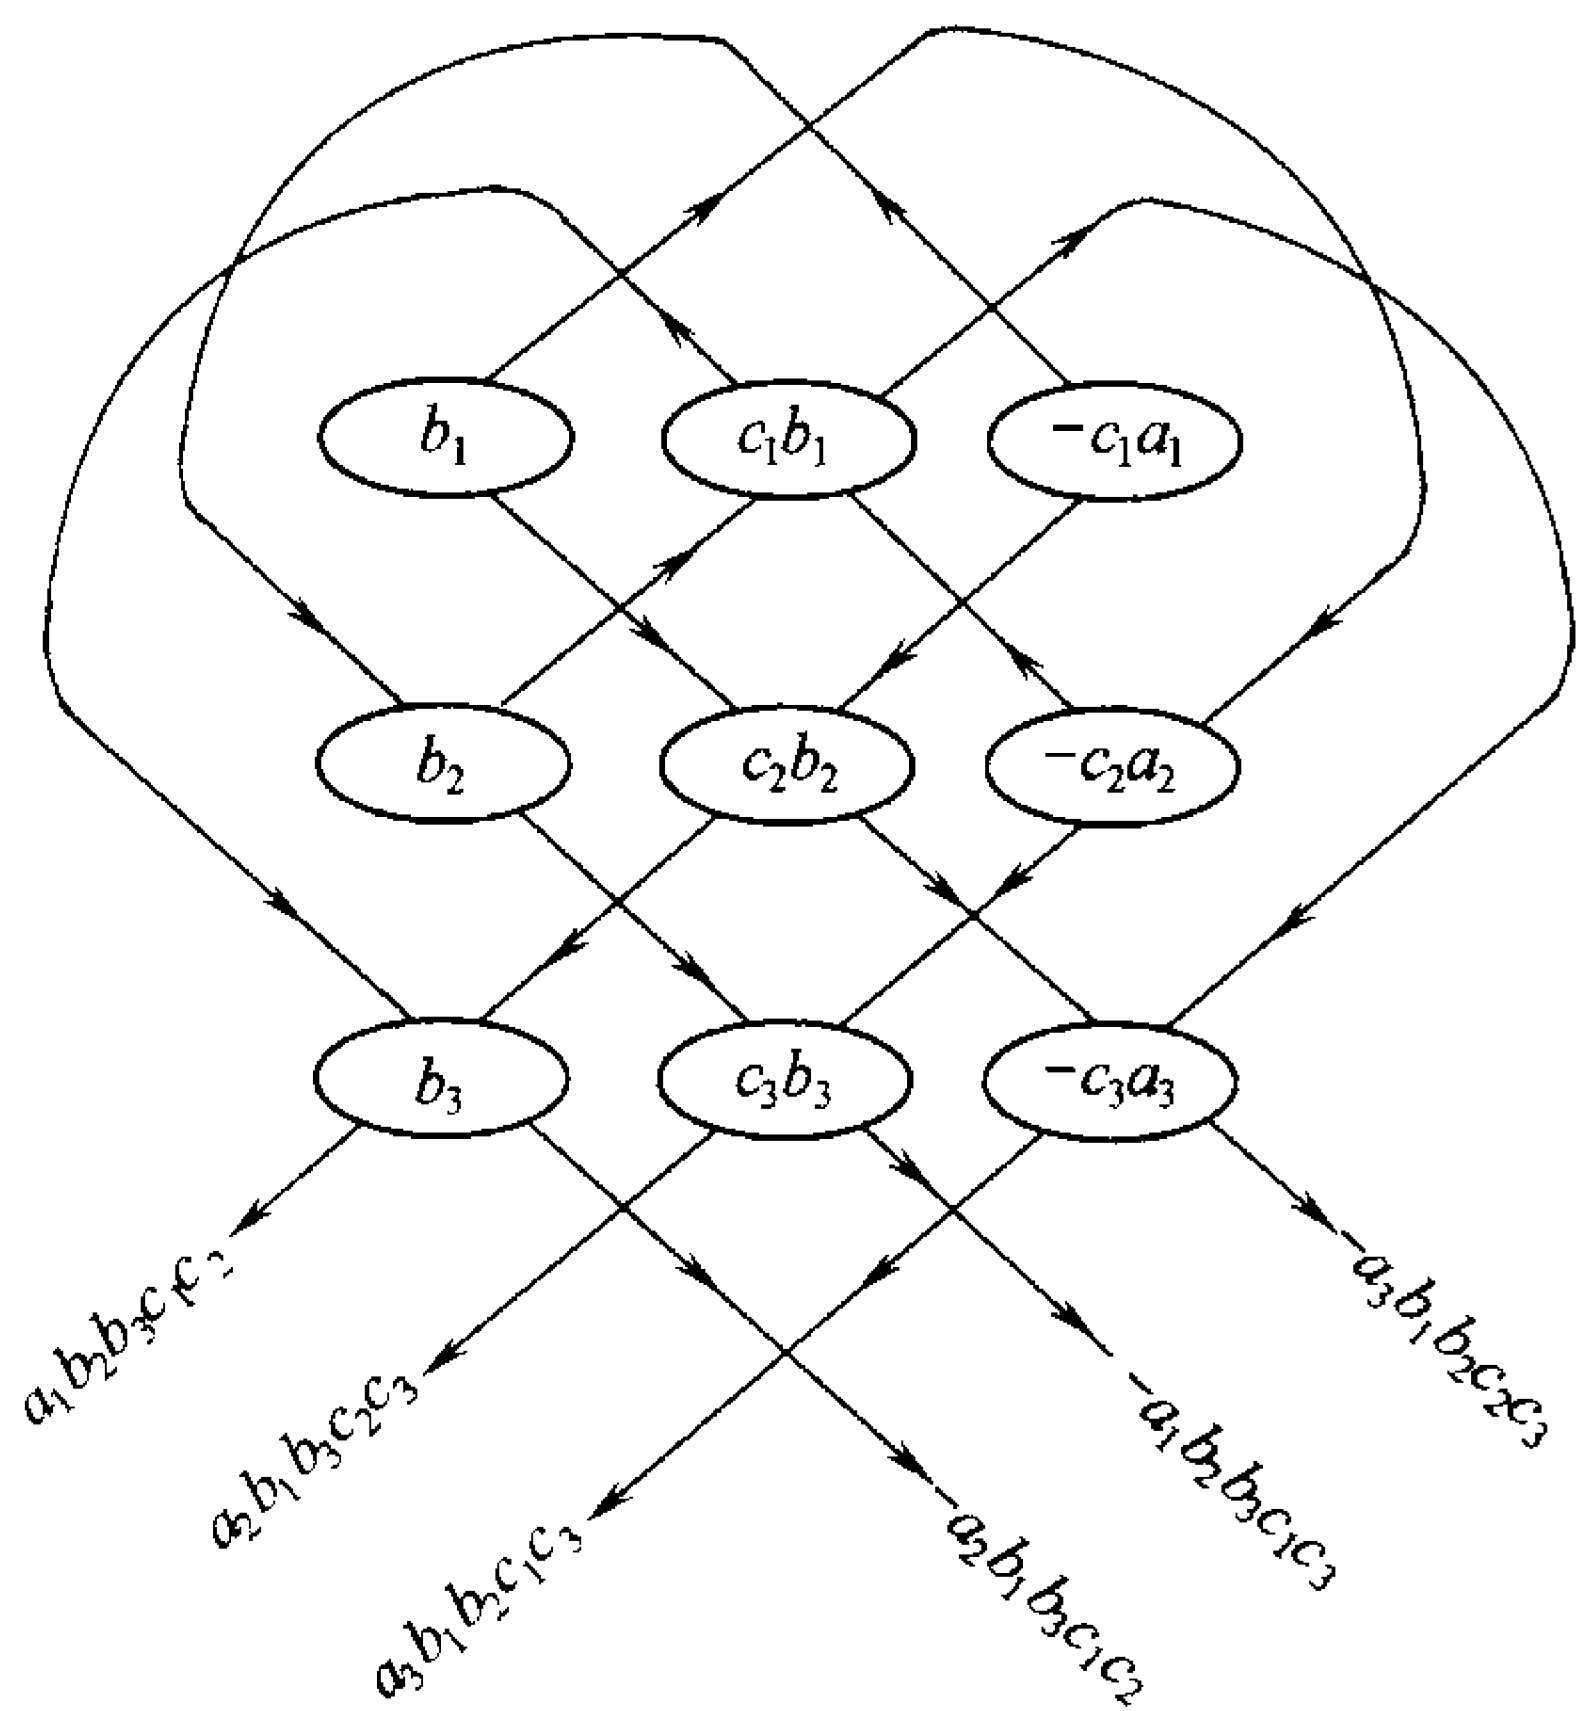 b₁ c₁b₁ −c₁a₁
b₂ c₂b₂ −c₂a₂
b₃ c₃b₃ −c₃a₃
a₁b₂b₃c₁c₂
a₂b₁b₃c₂c₃
a₃b₁b₂c₁c₃
−a₂b₁b₃c₁c₂
−a₁b₂b₃c₁c₃
−a₃b₁b₂c₂c₃